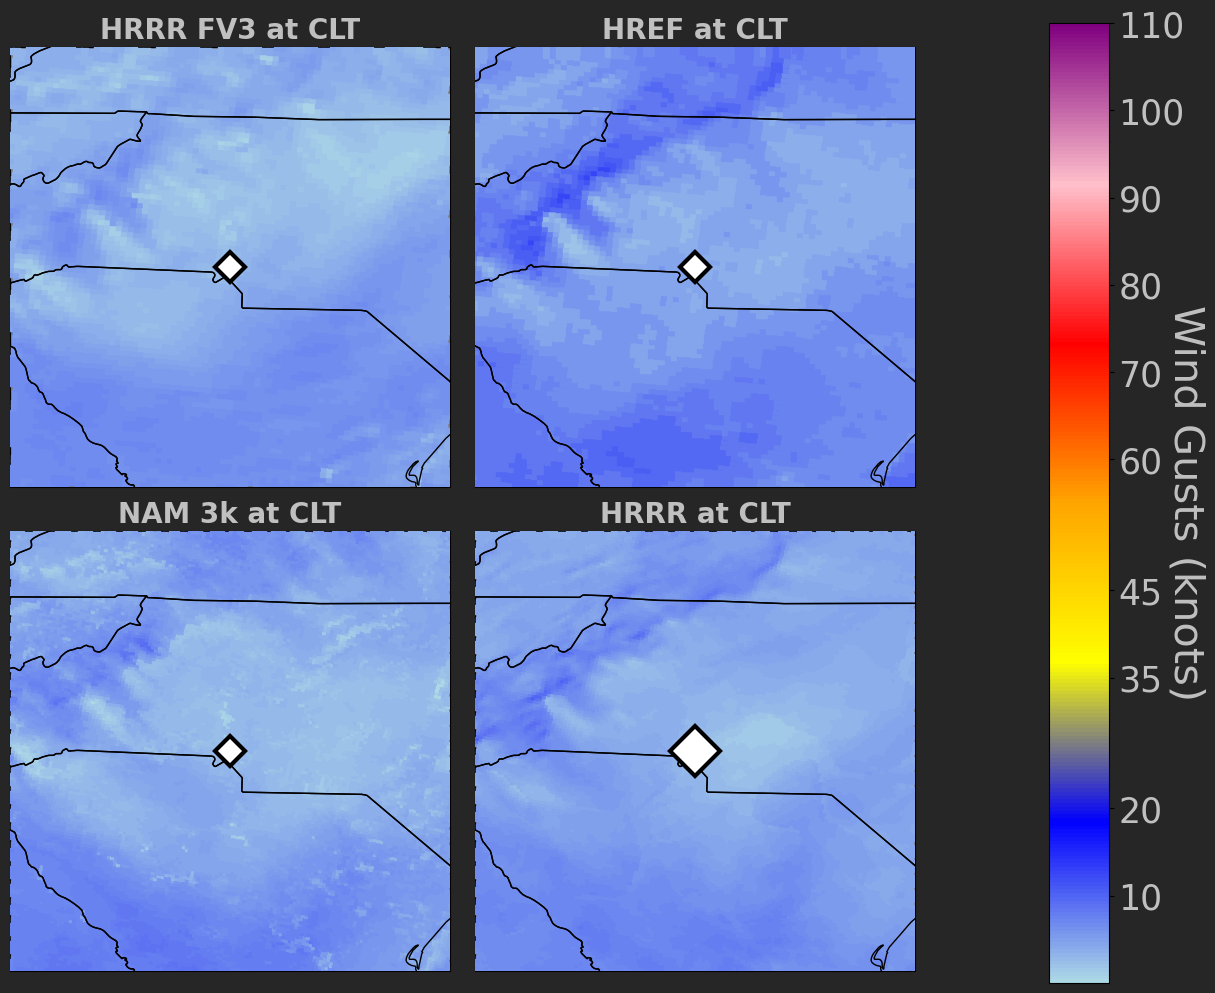 HRRR FV3 at CLT
HREF at CLT
NAM 3k at CLT
HRRR at CLT
110
100
90
80
70
60
45
35
20
10
Wind Gusts (knots)